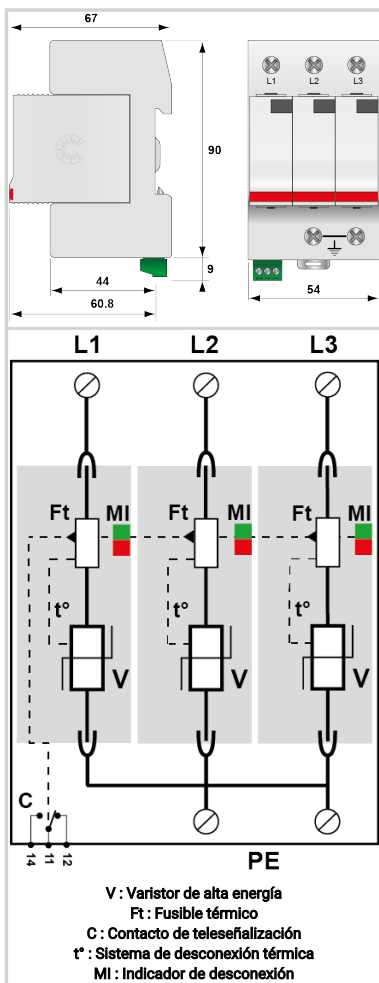 67
L1 L2 L3
90
9
44
60.8
54
L1 L2 L3
Ft MI Ft MI Ft MI
t° t° t°
V V V
C
14 11 12
PE
V : Varistor de alta energía
Ft : Fusible térmico
C : Contacto de teleseñalización
t° : Sistema de desconexión térmica
MI : Indicador de desconexión